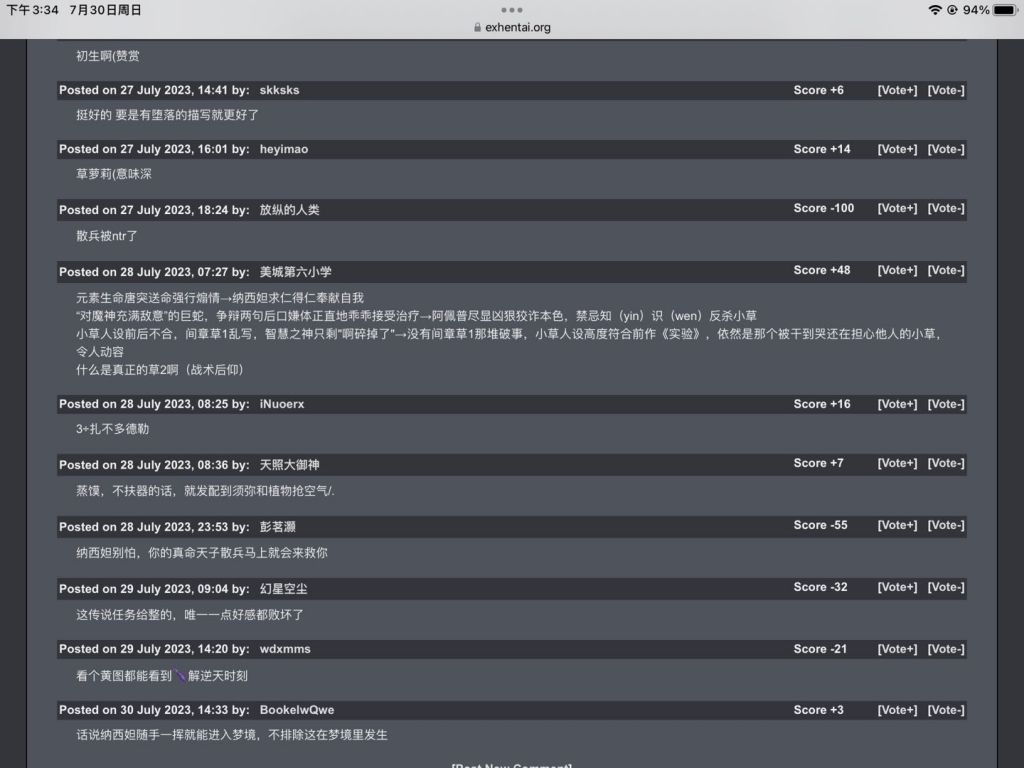 下午3:34 7月30日周日
94%
exhentai.org
初生啊(赞赏
Posted on 27 July 2023, 14:41 by: skksks Score +6 [Vote+] [Vote-]
挺好的 要是有堕落的描写就更好了
Posted on 27 July 2023, 16:01 by: heyimao Score +14 [Vote+] [Vote-]
草萝莉(意味深
Posted on 27 July 2023, 18:24 by: 放纵的人类 Score -100 [Vote+] [Vote-]
散兵被ntr了
Posted on 28 July 2023, 07:27 by: 美城第六小学 Score +48 [Vote+] [Vote-]
元素生命唐突送命强行煽情→纳西妲求仁得仁奉献自我
“对魔神充满敌意”的巨蛇，争辩两句后口嫌体正直地乖乖接受治疗→阿佩普尽显凶狠狡诈本色，禁忌知（yin）识（wen）反杀小草
小草人设前后不合，间章草1乱写，智慧之神只剩"啊碎掉了"→没有间章草1那堆破事，小草人设高度符合前作《实验》，依然是那个被干到哭还在担心他人的小草，
令人动容
什么是真正的草2啊（战术后仰）
Posted on 28 July 2023, 08:25 by: iNuoerx Score +16 [Vote+] [Vote-]
3÷扎不多德勒
Posted on 28 July 2023, 08:36 by: 天照大御神 Score +7 [Vote+] [Vote-]
蒸馍，不扶器的话，就发配到须弥和植物抢空气/.
Posted on 28 July 2023, 23:53 by: 彭茗灏 Score -55 [Vote+] [Vote-]
纳西妲别怕，你的真命天子散兵马上就会来救你
Posted on 29 July 2023, 09:04 by: 幻星空尘 Score -32 [Vote+] [Vote-]
这传说任务给整的，唯一一点好感都败坏了
Posted on 29 July 2023, 14:20 by: wdxmms Score -21 [Vote+] [Vote-]
看个黄图都能看到🍆解逆天时刻
Posted on 30 July 2023, 14:33 by: BookelwQwe Score +3 [Vote+] [Vote-]
话说纳西妲随手一挥就能进入梦境，不排除这在梦境里发生
[Post New Comment]